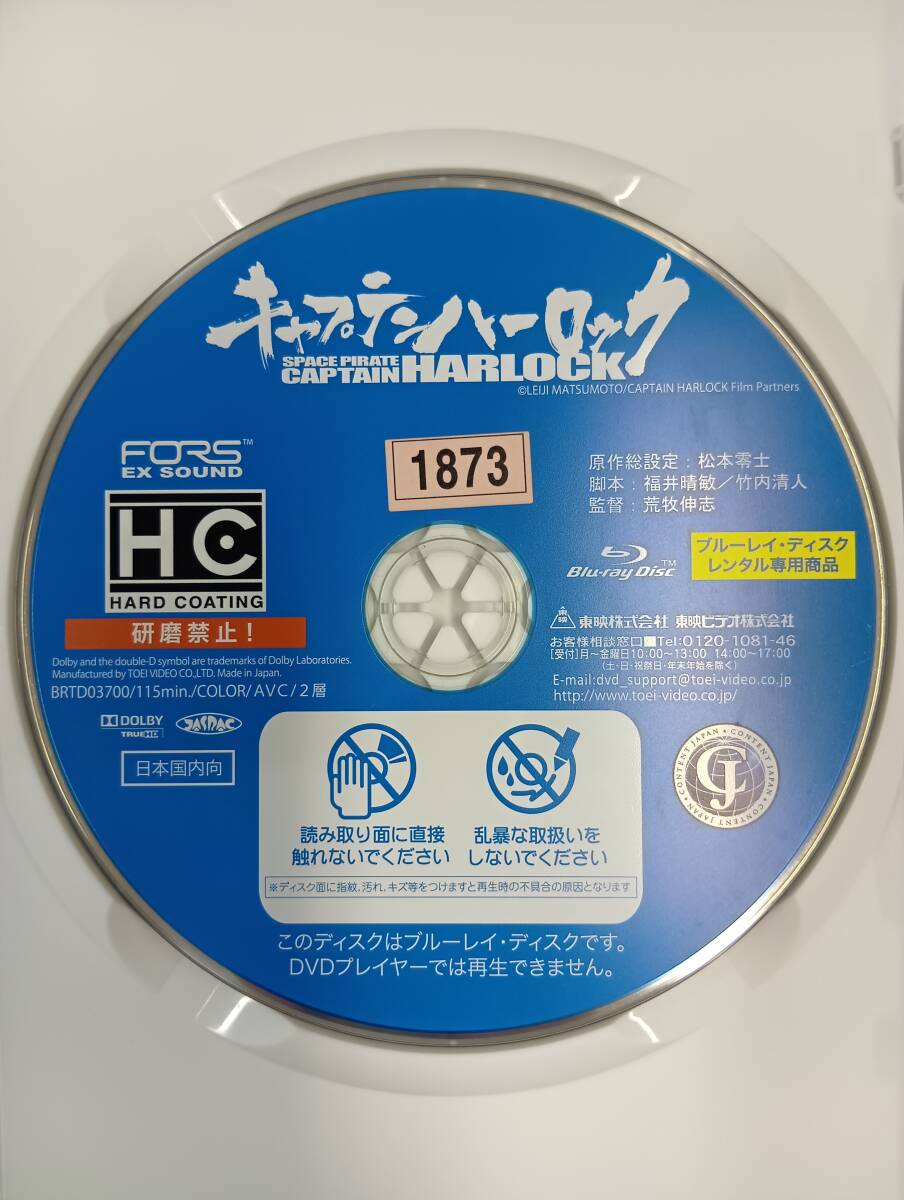 キャプテンハーロック
SPACE PIRATE
CAPTAIN HARLOCK
©LEIJI MATSUMOTO/CAPTAIN HARLOCK Film Partners
FORS™
EX SOUND
1873
原作総設定：松本零士
脚本：福井晴敏／竹内清人
監督：荒牧伸志
HC
HARD COATING
研磨禁止！
Blu-ray Disc™
ブルーレイ・ディスク
レンタル専用商品
Dolby and the double-D symbol are trademarks of Dolby Laboratories.
Manufactured by TOEI VIDEO CO.,LTD. Made in Japan.
BRTD03700/115min./COLOR/AVC/2層
東映
東映株式会社 東映ビデオ株式会社
お客様相談窓口■Tel:0120-1081-46
[受付]月～金曜日10:00～13:00 14:00～17:00
(土・日・祝祭日・年末年始を除く)
E-mail:dvd_support@toei-video.co.jp
http://www.toei-video.co.jp/
DOLBY
TRUEHD
JASRAC
日本国内向
CONTENT JAPAN ★ CONTENT JAPAN ★ CONTENT JAPAN ★
CJ
読み取り面に直接
触れないでください
乱暴な取扱いを
しないでください
※ディスク面に指紋、汚れ、キズ等をつけますと再生時の不具合の原因となります
このディスクはブルーレイ・ディスクです。
DVDプレイヤーでは再生できません。